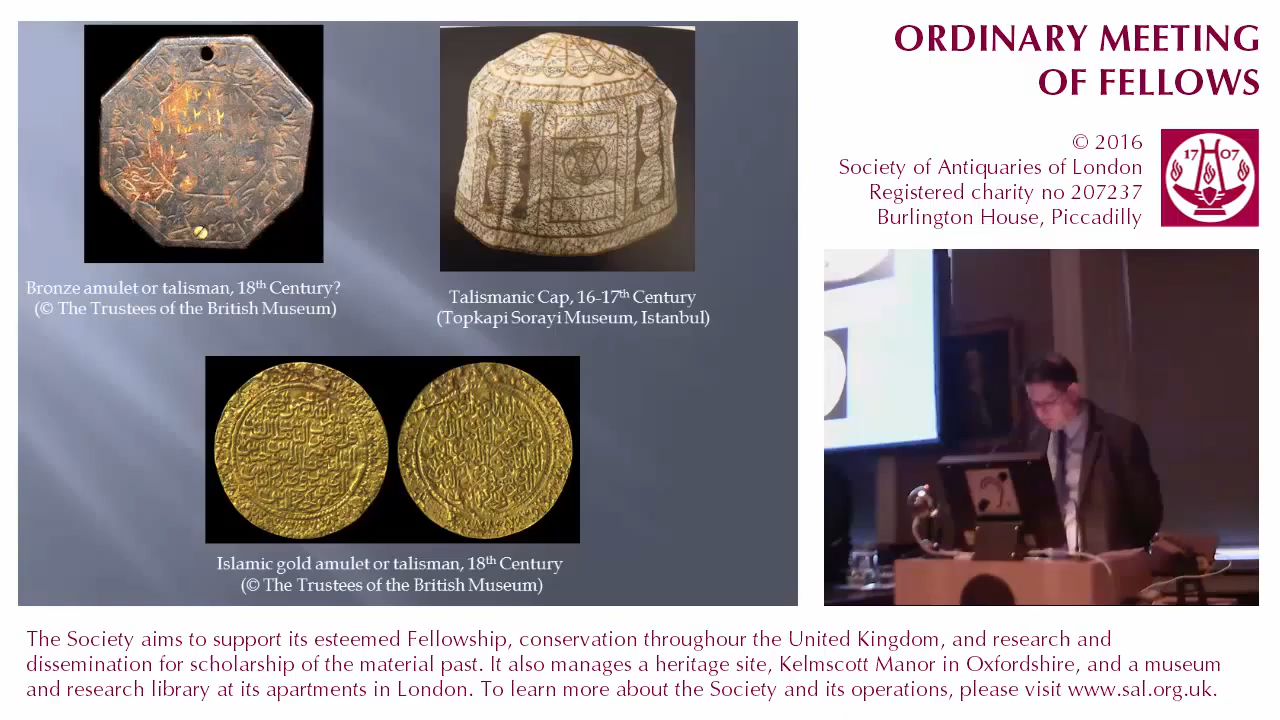 ORDINARY MEETING
OF FELLOWS
© 2016
Society of Antiquaries of London
Registered charity no 207237
Burlington House, Piccadilly
17 07
Bronze amulet or talisman, 18th Century?
(© The Trustees of the British Museum)
Talismanic Cap, 16-17th Century
(Topkapi Sorayi Museum, Istanbul)
Islamic gold amulet or talisman, 18th Century
(© The Trustees of the British Museum)
The Society aims to support its esteemed Fellowship, conservation throughour the United Kingdom, and research and
dissemination for scholarship of the material past. It also manages a heritage site, Kelmscott Manor in Oxfordshire, and a museum
and research library at its apartments in London. To learn more about the Society and its operations, please visit www.sal.org.uk.